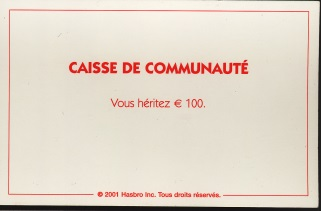 CAISSE DE COMMUNAUTÉ
Vous héritez € 100.
© 2001 Hasbro Inc. Tous droits réservés.